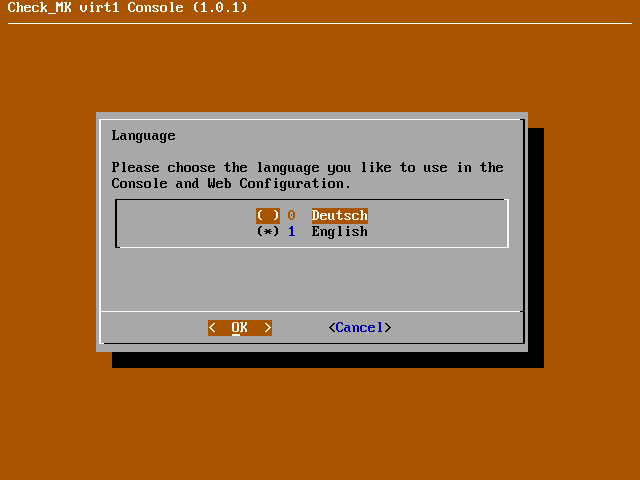 Check_MK virt1 Console (1.0.1)
Language
Please choose the language you like to use in the
Console and Web Configuration.
( ) 0 Deutsch
(*) 1 English
< OK > <Cancel>